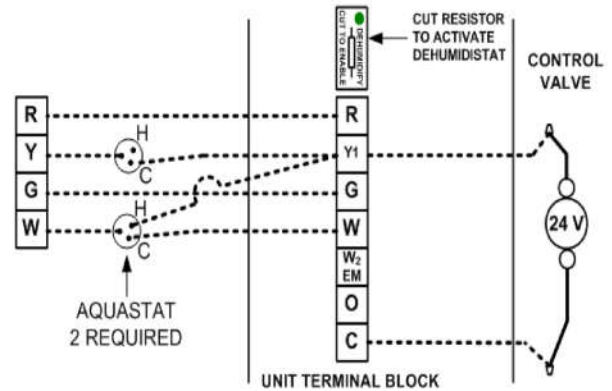 DEHUMIDIFY
CUT TO ENABLE
CUT RESISTOR
TO ACTIVATE
DEHUMIDISTAT
CONTROL
VALVE
R
Y
G
W
H
C
H
C
AQUASTAT
2 REQUIRED
R
Y1
G
W
W2
EM
O
C
24 V
UNIT TERMINAL BLOCK